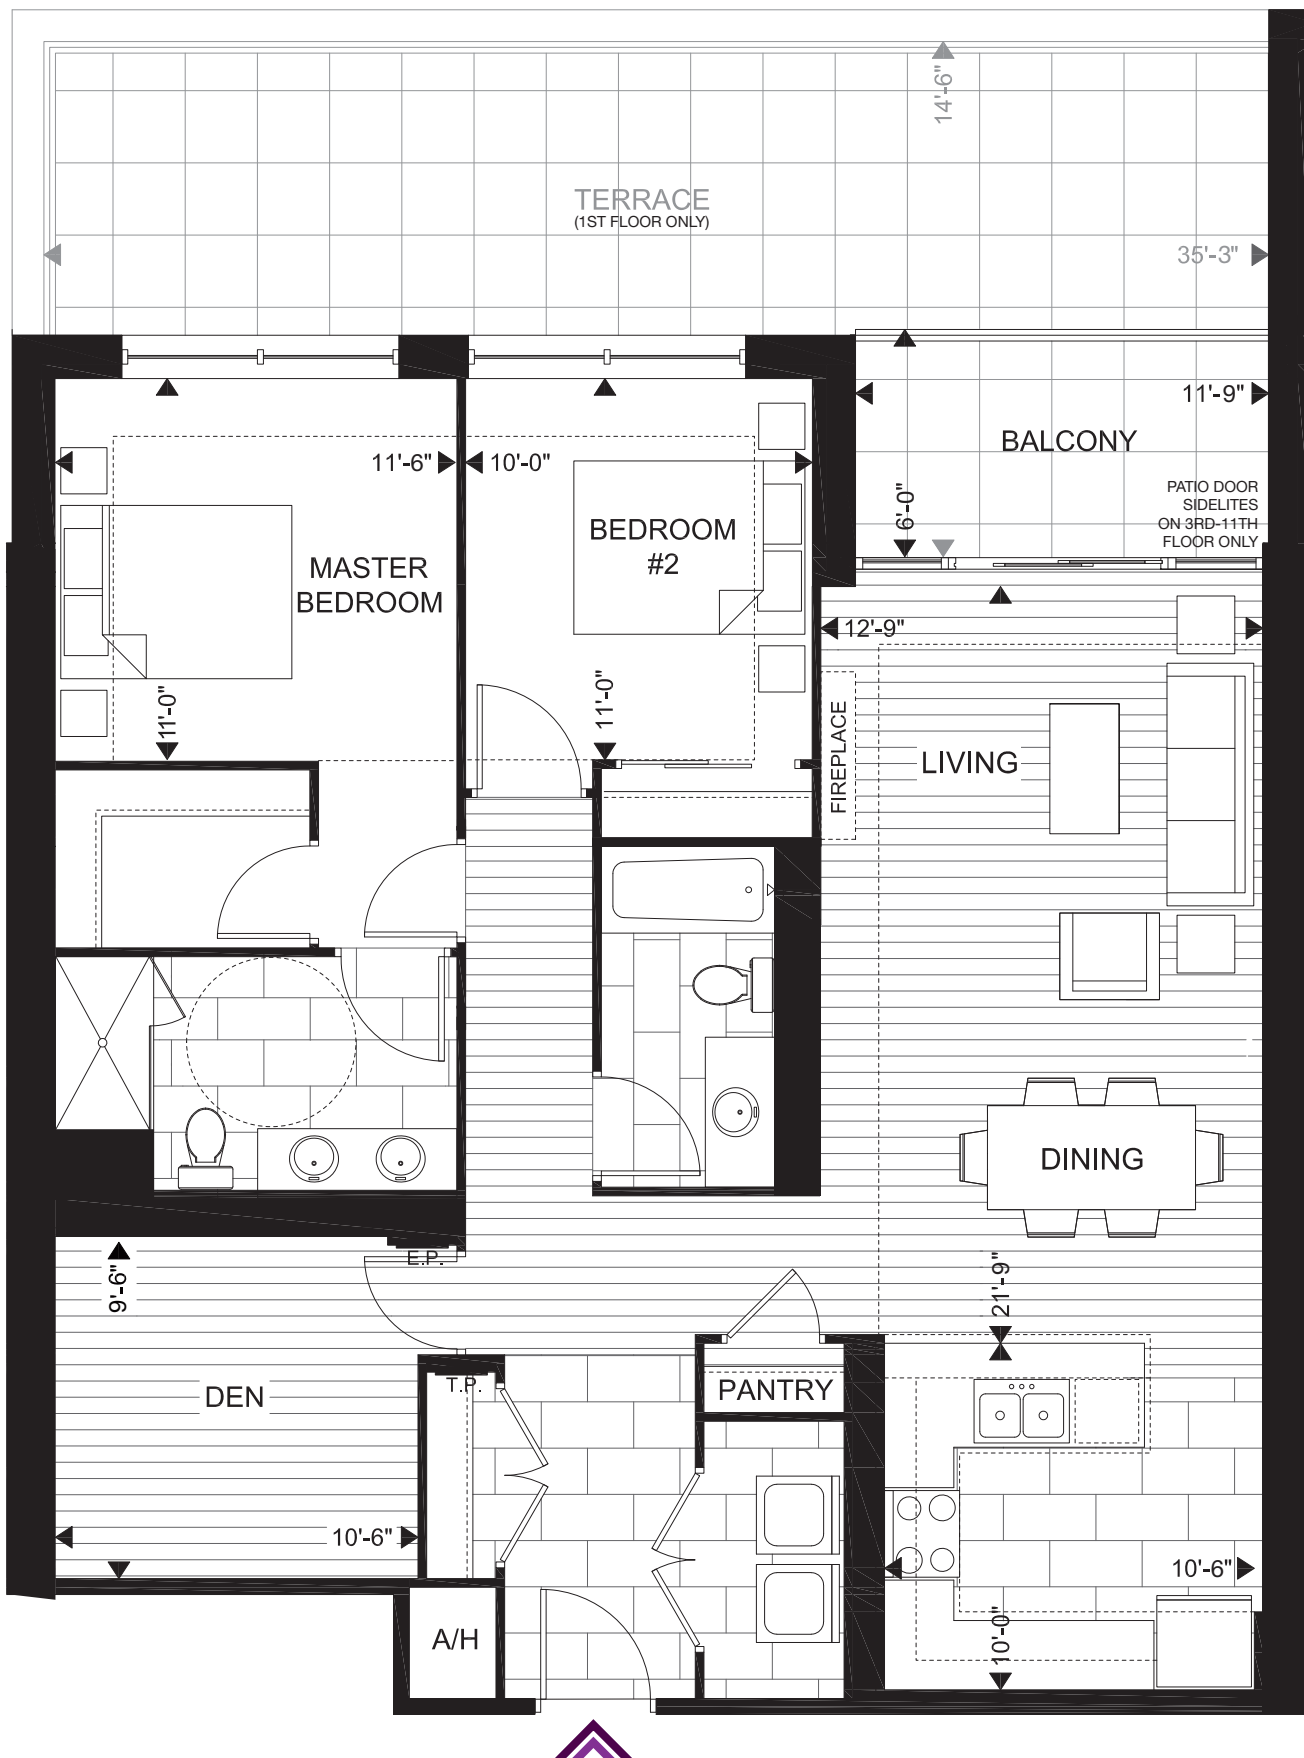 14'-6"
TERRACE
(1ST FLOOR ONLY)
35'-3"
11'-9"
BALCONY
6'-0"
PATIO DOOR
SIDELITES
ON 3RD-11TH
FLOOR ONLY
11'-6"
10'-0"
BEDROOM
#2
MASTER
BEDROOM
11'-0"
11'-0"
12'-9"
FIREPLACE
LIVING
DINING
21'-9"
E.P.
9'-6"
DEN
T.P.
PANTRY
10'-6"
10'-6"
10'-0"
A/H